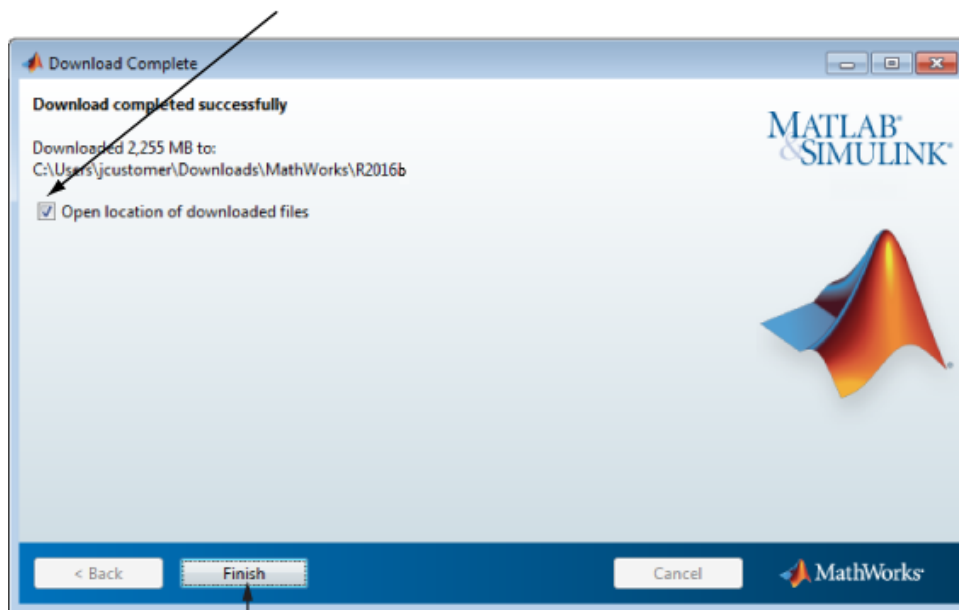 Download Complete
Download completed successfully
Downloaded 2,255 MB to:
C:\Users\jcustomer\Downloads\MathWorks\R2016b
Open location of downloaded files
MATLAB®
&SIMULINK®
< Back
Finish
Cancel
MathWorks®